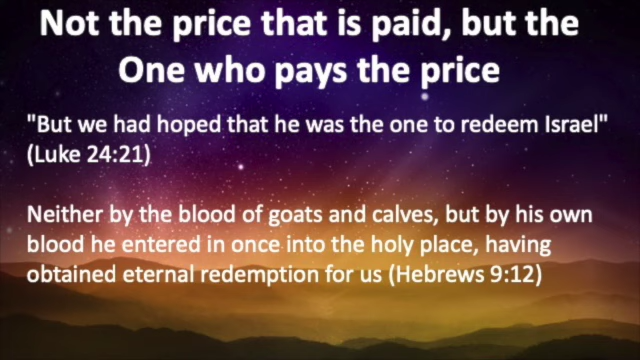 Not the price that is paid, but the
One who pays the price
"But we had hoped that he was the one to redeem Israel"
(Luke 24:21)
Neither by the blood of goats and calves, but by his own
blood he entered in once into the holy place, having
obtained eternal redemption for us (Hebrews 9:12)